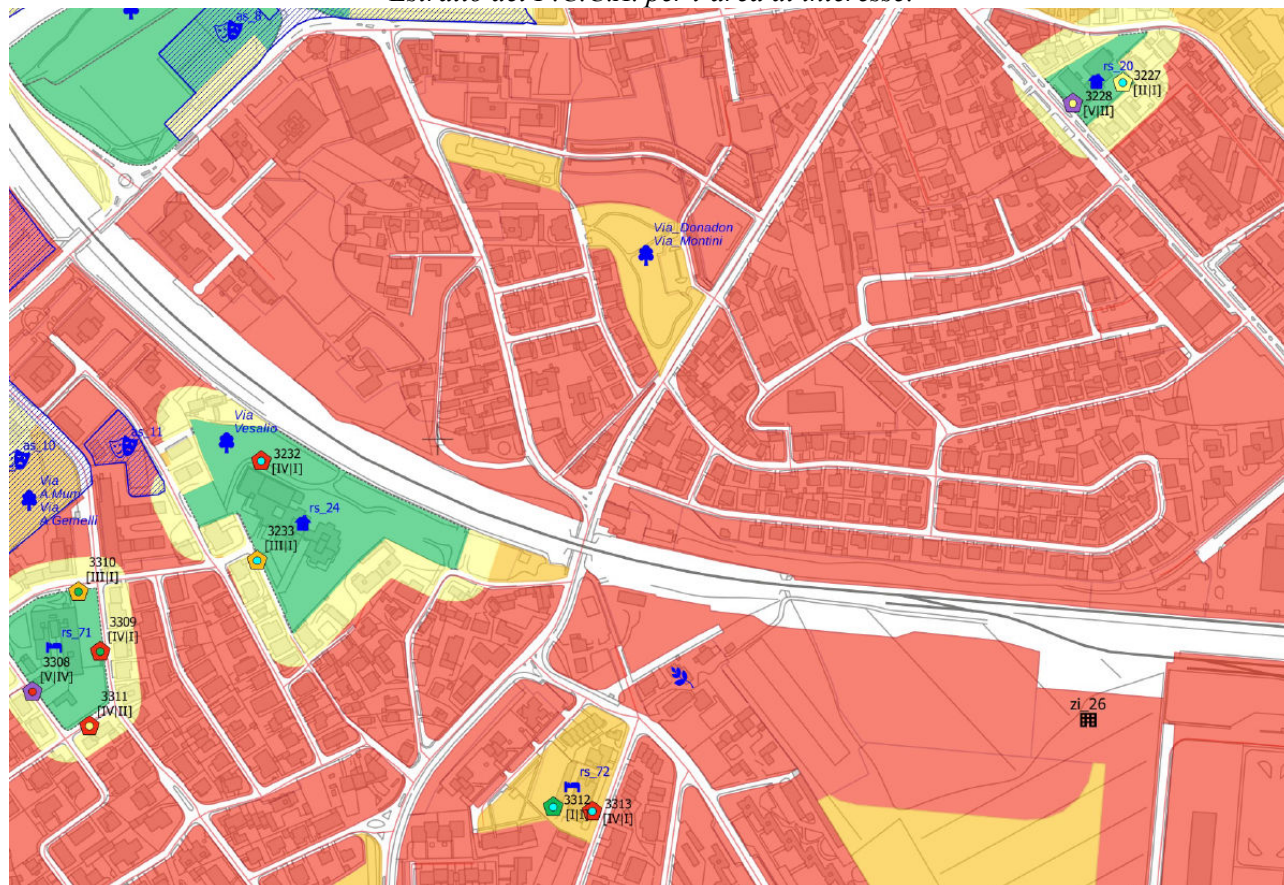 Estratto del P.C.C.A. per l'area di interesse.
as_8
rs_20
3227
[II|I]
3228
[V|II]
Via_Donadon
Via_Montini
as_11
as_10
Via
Vesalio
3232
[IV|I]
Via
A.Murri
Via
A.Gemelli
rs_24
3233
[III|I]
3310
[III|I]
3309
[IV|I]
rs_71
3308
[V|IV]
3311
[IV|II]
zi_26
rs_72
3312
[I|I]
3313
[IV|I]